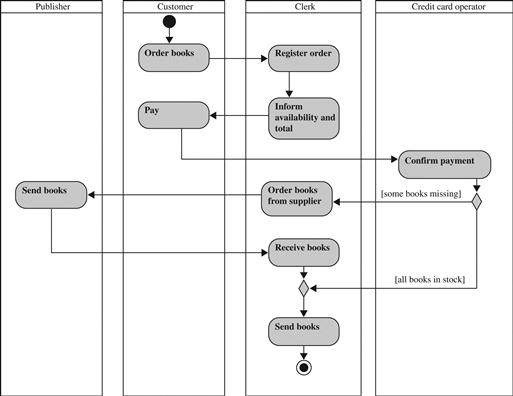 Publisher
Customer
Clerk
Credit card operator
Order books
Register order
Inform
availability and
total
Pay
Confirm payment
Send books
Order books
from supplier
[some books missing]
Receive books
[all books in stock]
Send books